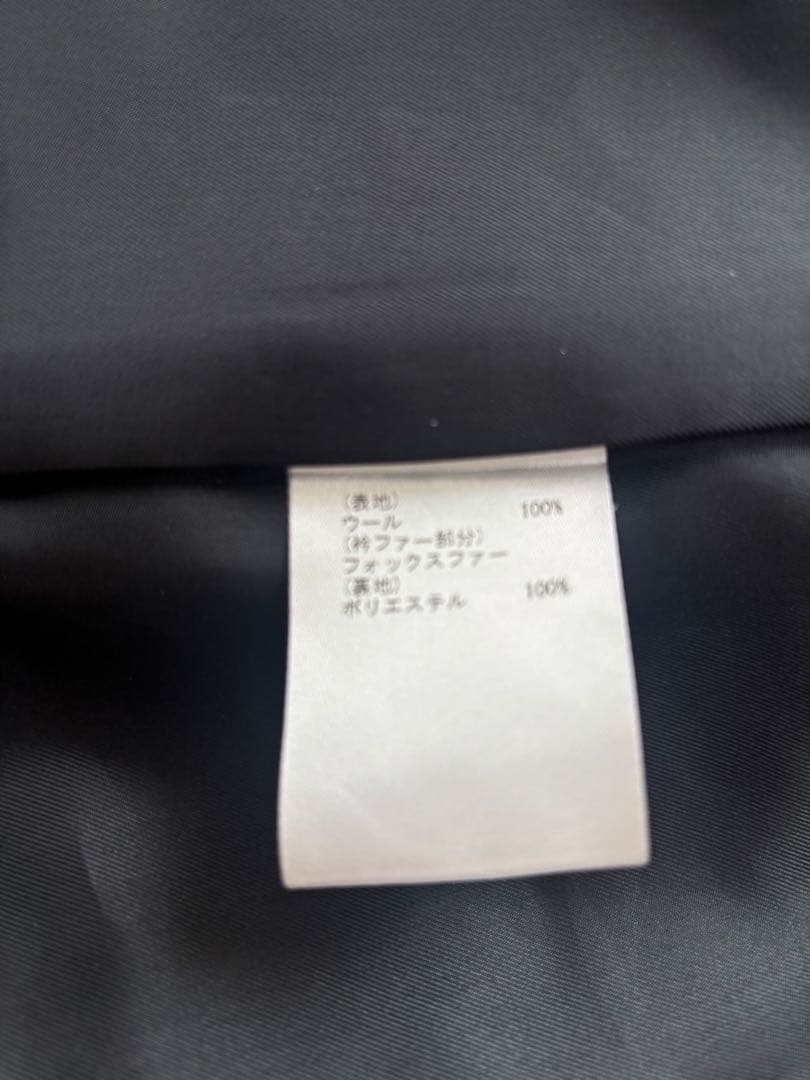 (表地)
ウール 100%
(衿ファー部分)
フォックスファー
(裏地)
ポリエステル 100%